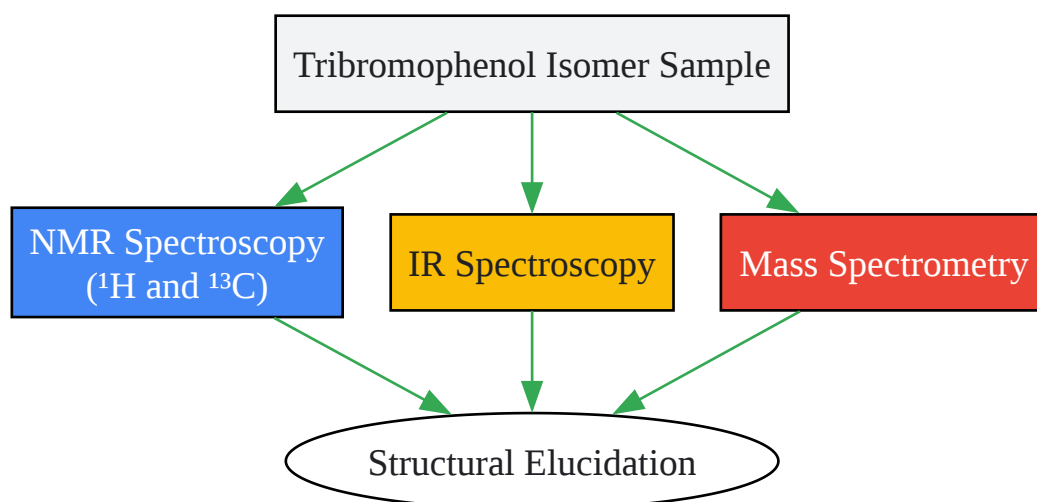 Tribromophenol Isomer Sample
NMR Spectroscopy
(¹H and ¹³C)
IR Spectroscopy
Mass Spectrometry
Structural Elucidation